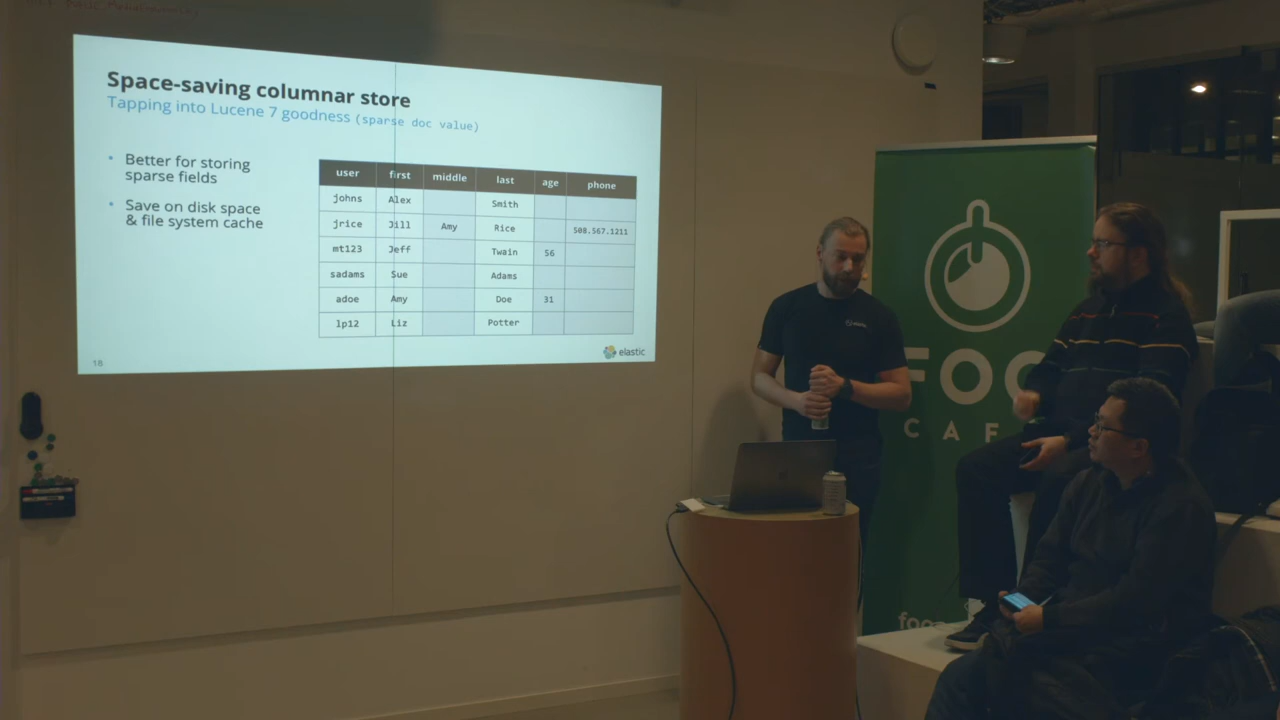 Space-saving columnar store
Tapping into Lucene 7 goodness (sparse doc value)
• Better for storing
sparse fields
• Save on disk space
& file system cache
user first middle last age phone
johns Alex Smith
jrice Jill Amy Rice 508.567.1211
mt123 Jeff Twain 56
sadams Sue Adams
adoe Amy Doe 31
lp12 Liz Potter
18
elastic
FOO
CAF
foo